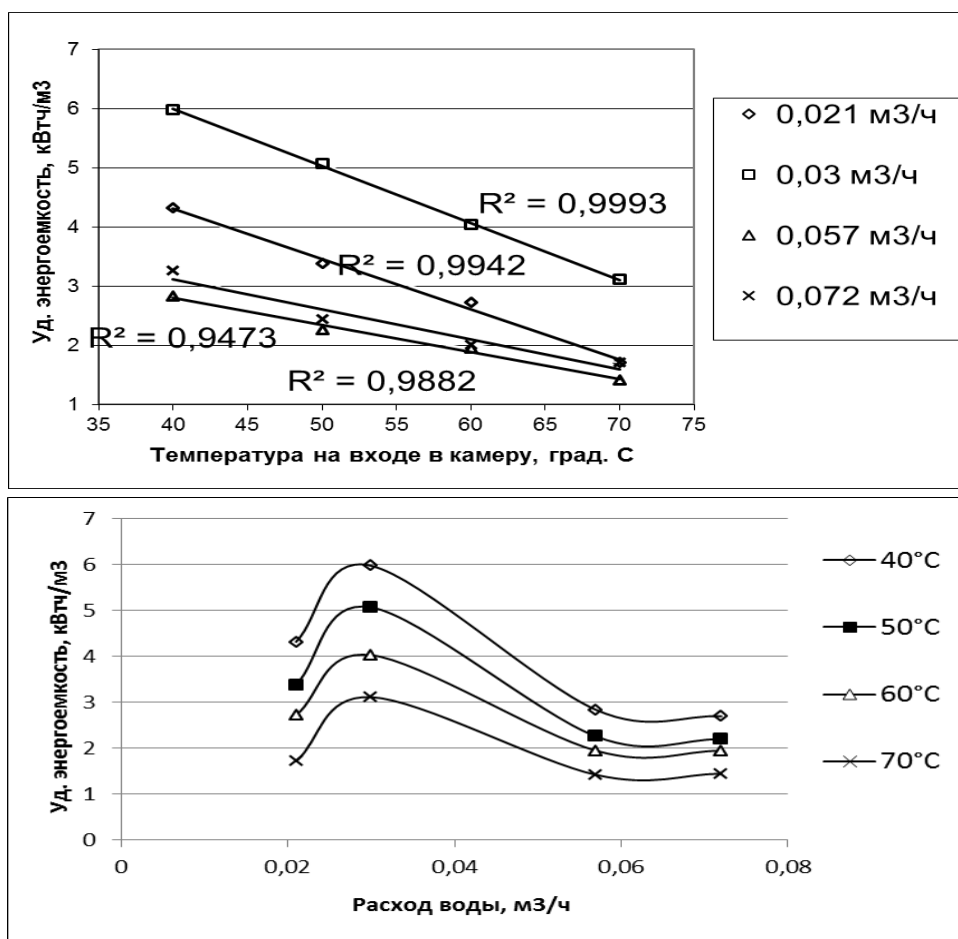 Уд. энергоемкость, кВтч/м3
7
6
5
4
3
2
1
R² = 0,9993
R² = 0,9942
R² = 0,9473
R² = 0,9882
35 40 45 50 55 60 65 70 75
Температура на входе в камеру, град. С
0,021 м3/ч
0,03 м3/ч
0,057 м3/ч
0,072 м3/ч
Уд. энергоемкость, кВтч/м3
7
6
5
4
3
2
1
0
0 0,02 0,04 0,06 0,08
Расход воды, м3/ч
40°C
50°C
60°C
70°C